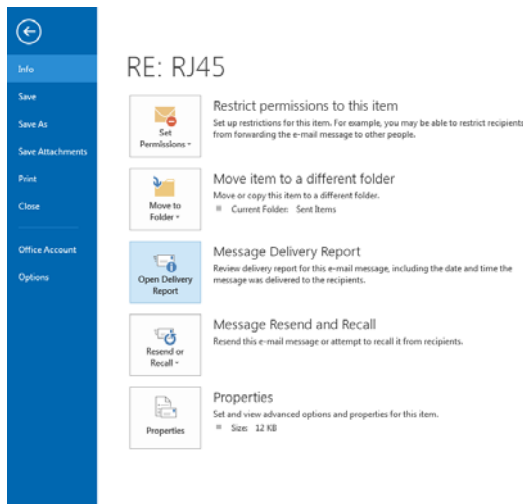 Info
Save
Save As
Save Attachments
Print
Close
Office Account
Options
RE: RJ45
Set
Permissions
Restrict permissions to this item
Set up restrictions for this item. For example, you may be able to restrict recipients
from forwarding the e-mail message to other people.
Move to
Folder
Move item to a different folder
Move or copy this item to a different folder.
Current Folder: Sent Items
Open Delivery
Report
Message Delivery Report
Review delivery report for this e-mail message, including the date and time the
message was delivered to the recipients.
Resend or
Recall
Message Resend and Recall
Resend this e-mail message or attempt to recall it from recipients.
Properties
Properties
Set and view advanced options and properties for this item.
Size: 12 KB